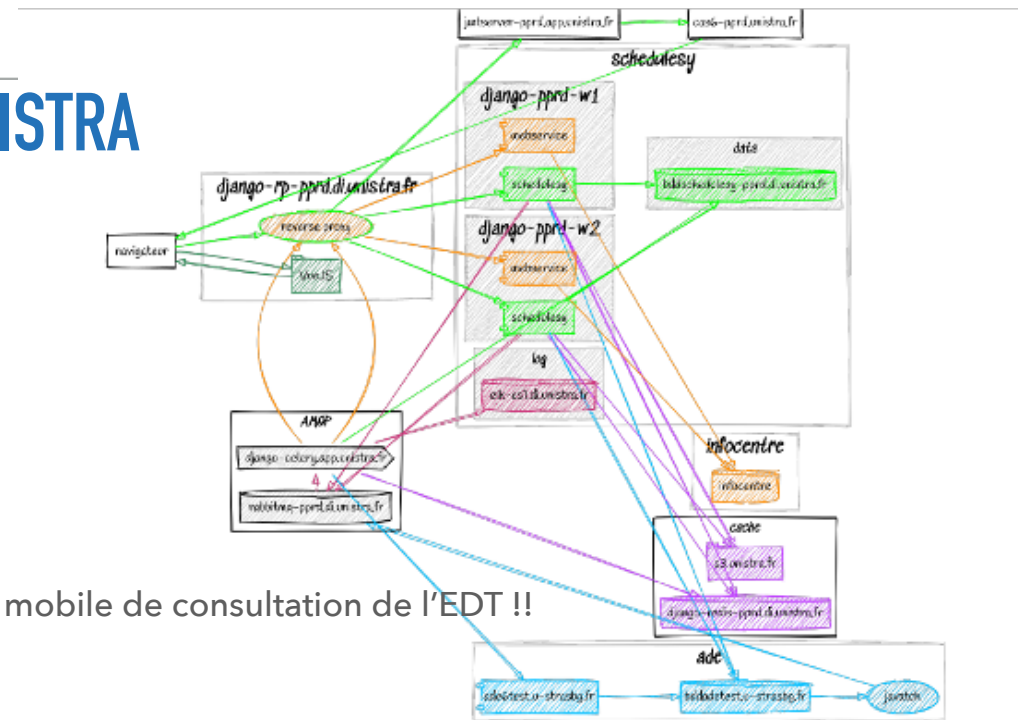 jwtserver-pprd.app.unistra.fr
cas6-pprd.unistra.fr
schedulesy
ISTRA
django-pprd-w1
webservice
data
schedulesy
bddschedulesy-pprd.di.unistra.fr
django-rp-pprd.di.unistra.fr
reverse proxy
django-pprd-w2
navigateur
webservice
VueJS
schedulesy
log
elk-es1.di.unistra.fr
AMQP
django-celery.app.unistra.fr
4
infocentre
infocentre
rabbitmq-pprd.di.unistra.fr
cache
s3.unistra.fr
mobile de consultation de l'EDT !!
django-redis-pprd.di.unistra.fr
ade
ade6test.u-strasbg.fr
bddadetest.u-strasbg.fr